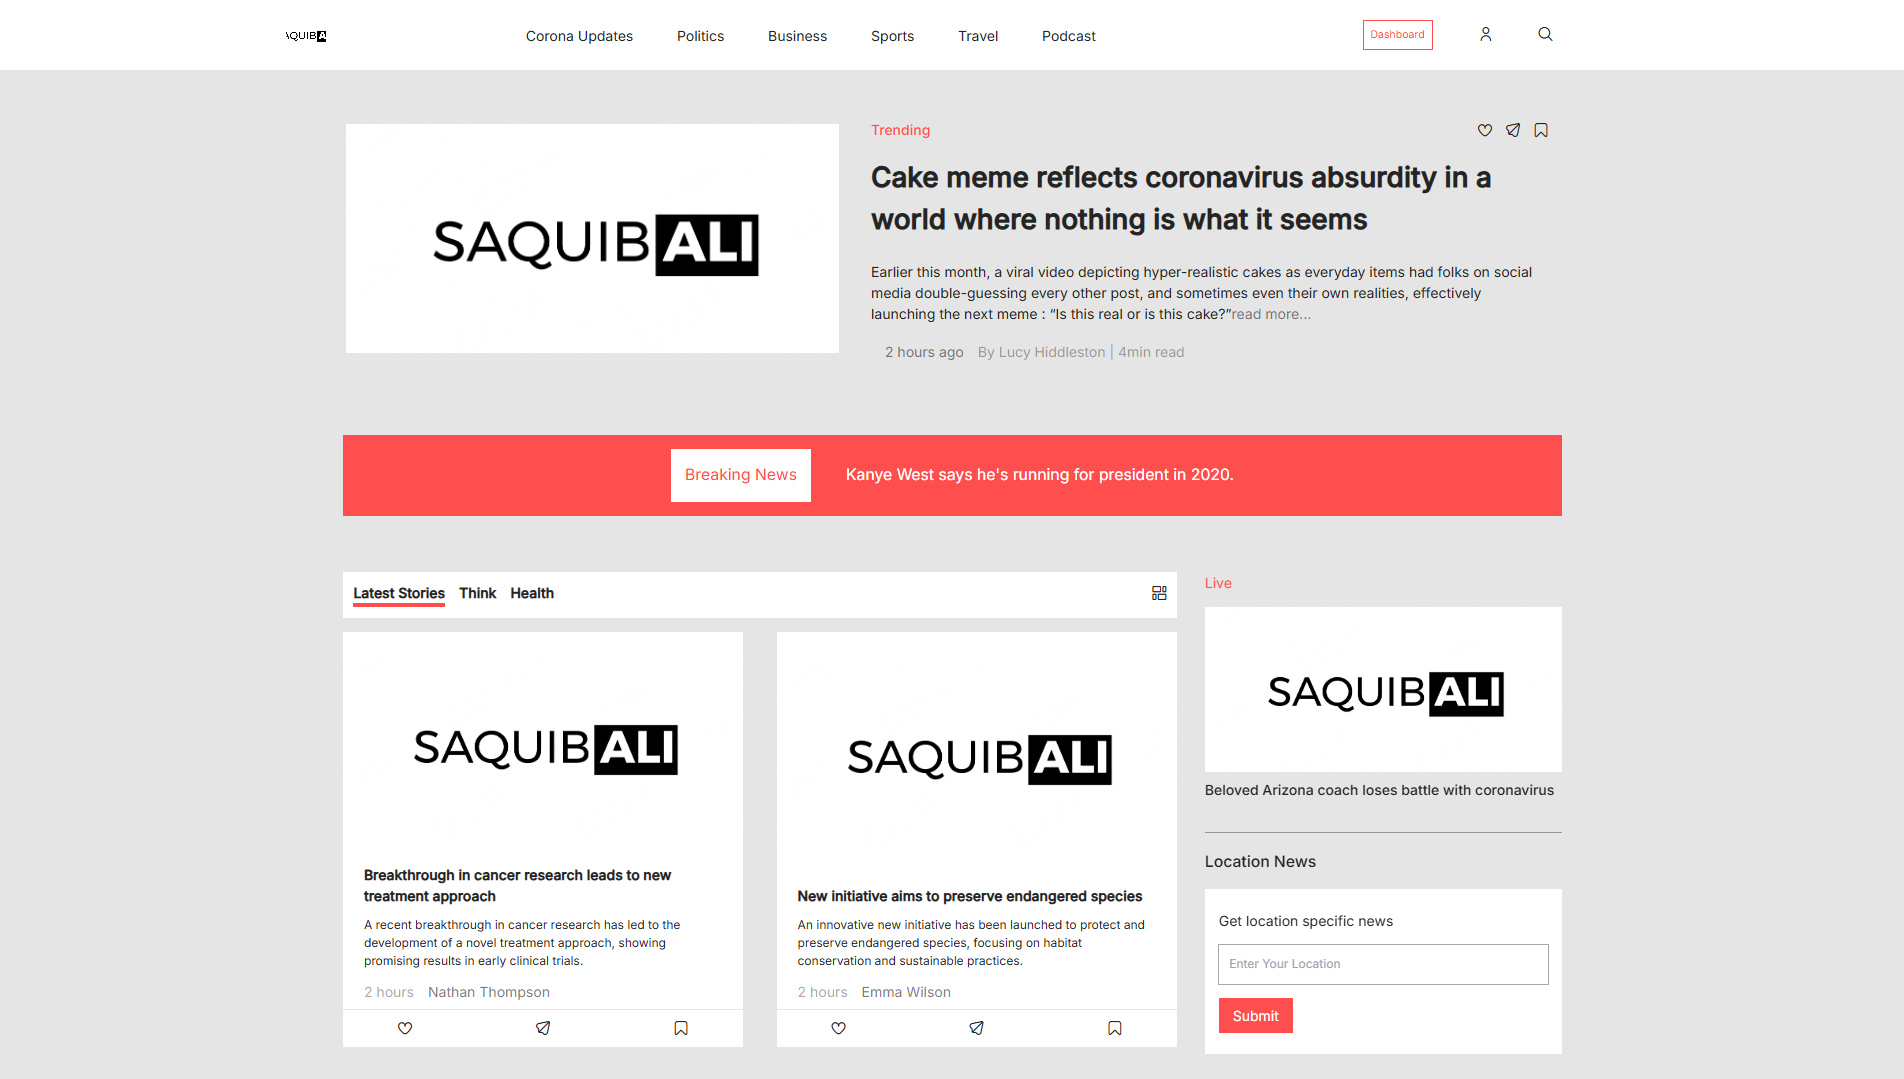 AQUIBA
Corona Updates Politics Business Sports Travel Podcast
Dashboard
SAQUIBALI
Trending
Cake meme reflects coronavirus absurdity in a
world where nothing is what it seems
Earlier this month, a viral video depicting hyper-realistic cakes as everyday items had folks on social
media double-guessing every other post, and sometimes even their own realities, effectively
launching the next meme : “Is this real or is this cake?”read more...
2 hours ago By Lucy Hiddleston | 4min read
Breaking News Kanye West says he's running for president in 2020.
Latest Stories Think Health
SAQUIBALI
Breakthrough in cancer research leads to new
treatment approach
A recent breakthrough in cancer research has led to the
development of a novel treatment approach, showing
promising results in early clinical trials.
2 hours Nathan Thompson
SAQUIBALI
New initiative aims to preserve endangered species
An innovative new initiative has been launched to protect and
preserve endangered species, focusing on habitat
conservation and sustainable practices.
2 hours Emma Wilson
Live
SAQUIBALI
Beloved Arizona coach loses battle with coronavirus
Location News
Get location specific news
Enter Your Location
Submit